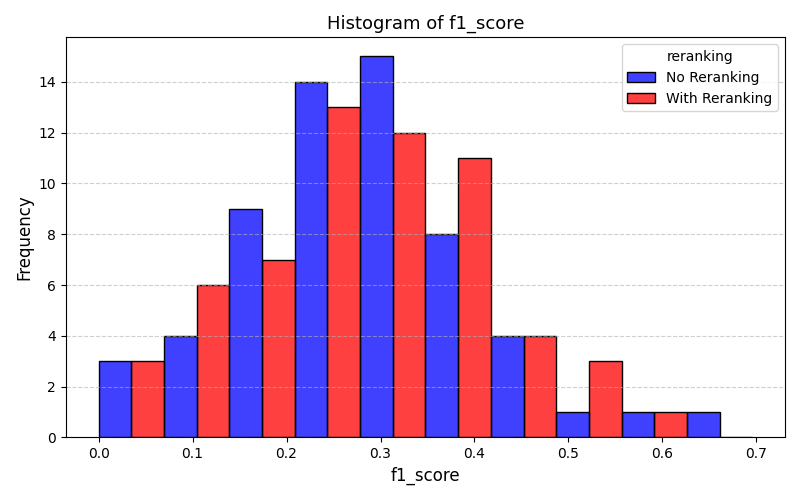 Histogram of f1_score
reranking
No Reranking
With Reranking
Frequency
14
12
10
8
6
4
2
0
0.0 0.1 0.2 0.3 0.4 0.5 0.6 0.7
f1_score